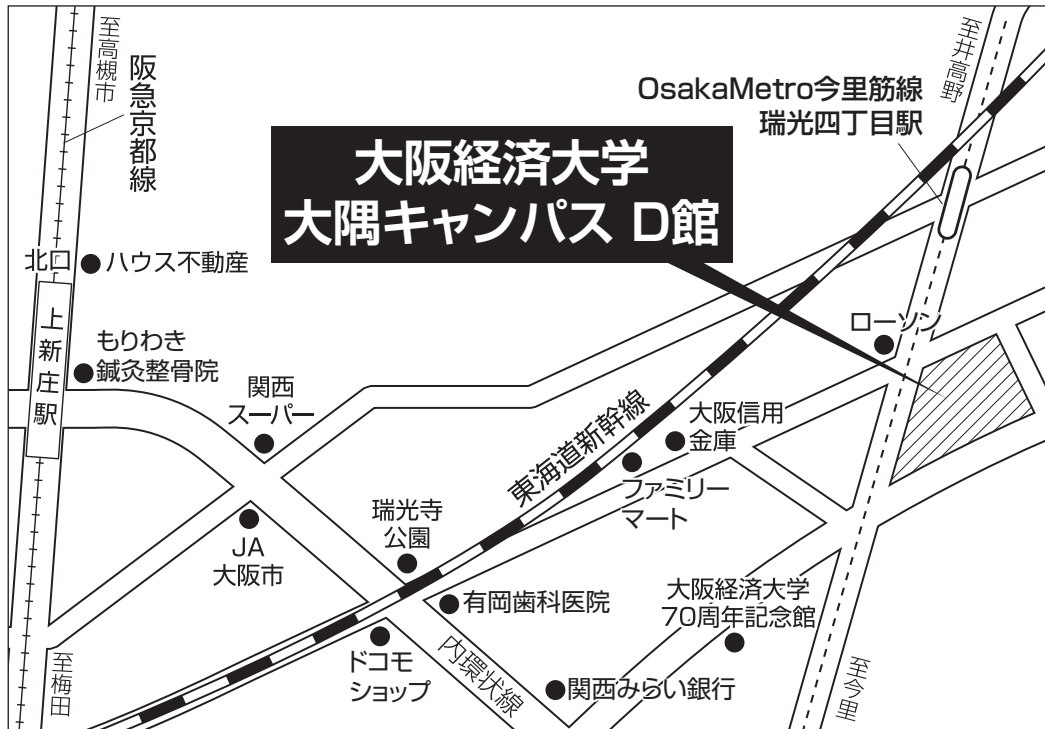 至高槻市
阪急京都線
至井高野
OsakaMetro今里筋線
瑞光四丁目駅
大阪経済大学
大隅キャンパス D館
北口
ハウス不動産
上新庄駅
もりわき
鍼灸整骨院
関西
スーパー
ローソン
東海道新幹線
大阪信用
金庫
ファミリー
マート
瑞光寺
公園
JA
大阪市
有岡歯科医院
大阪経済大学
70周年記念館
ドコモ
ショップ
内環状線
関西みらい銀行
至梅田
至今里